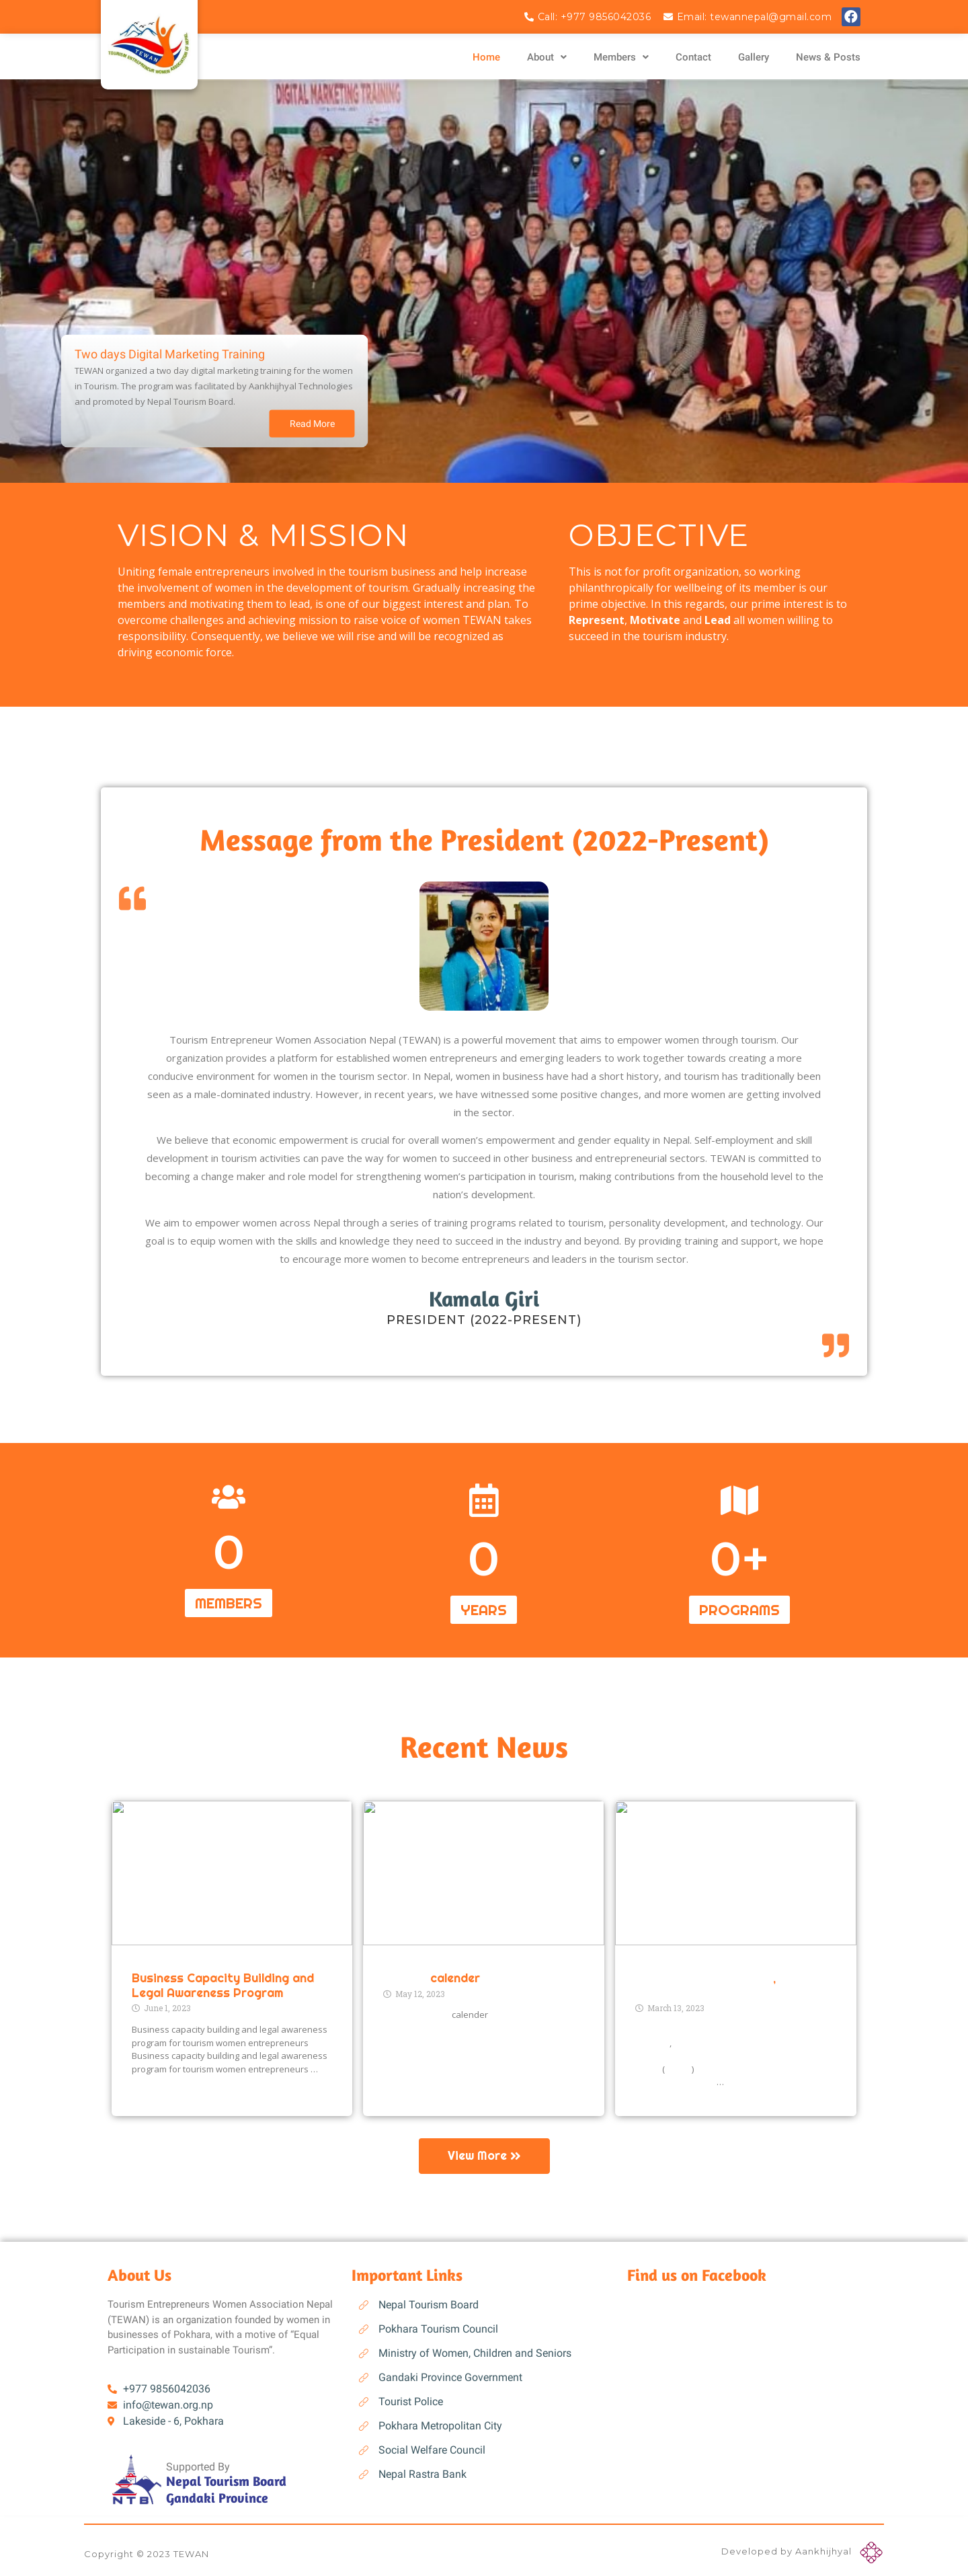 Call: +977 9856042036 Email: tewannepal@gmail.com
TEWAN
Home About Members Contact Gallery News & Posts
DIGITAL MARKETING TRAINING
Two days Digital Marketing Training
TEWAN organized a two day digital marketing training for the women
in Tourism. The program was facilitated by Aankhijhyal Technologies
and promoted by Nepal Tourism Board.
Read More
VISION & MISSION
Uniting female entrepreneurs involved in the tourism business and help increase
the involvement of women in the development of tourism. Gradually increasing the
members and motivating them to lead, is one of our biggest interest and plan. To
overcome challenges and achieving mission to raise voice of women TEWAN takes
responsibility. Consequently, we believe we will rise and will be recognized as
driving economic force.
OBJECTIVE
This is not for profit organization, so working
philanthropically for wellbeing of its member is our
prime objective. In this regards, our prime interest is to
Represent, Motivate and Lead all women willing to
succeed in the tourism industry.
Message from the President (2022-Present)
Tourism Entrepreneur Women Association Nepal (TEWAN) is a powerful movement that aims to empower women through tourism. Our
organization provides a platform for established women entrepreneurs and emerging leaders to work together towards creating a more
conducive environment for women in the tourism sector. In Nepal, women in business have had a short history, and tourism has traditionally been
seen as a male-dominated industry. However, in recent years, we have witnessed some positive changes, and more women are getting involved
in the sector.
We believe that economic empowerment is crucial for overall women's empowerment and gender equality in Nepal. Self-employment and skill
development in tourism activities can pave the way for women to succeed in other business and entrepreneurial sectors. TEWAN is committed to
becoming a change maker and role model for strengthening women's participation in tourism, making contributions from the household level to the
nation's development.
We aim to empower women across Nepal through a series of training programs related to tourism, personality development, and technology. Our
goal is to equip women with the skills and knowledge they need to succeed in the industry and beyond. By providing training and support, we hope
to encourage more women to become entrepreneurs and leaders in the tourism sector.
Kamala Giri
PRESIDENT (2022-PRESENT)
0
MEMBERS
0
YEARS
0+
PROGRAMS
Recent News
Business Capacity Building and
Legal Awareness Program
June 1, 2023
Business capacity building and legal awareness
program for tourism women entrepreneurs
Business capacity building and legal awareness
program for tourism women entrepreneurs ...
calender
May 12, 2023
calender
,
March 13, 2023
,
( )
...
View More »
About Us
Tourism Entrepreneurs Women Association Nepal
(TEWAN) is an organization founded by women in
businesses of Pokhara, with a motive of “Equal
Participation in sustainable Tourism”.
+977 9856042036
info@tewan.org.np
Lakeside - 6, Pokhara
NTB
Supported By
Nepal Tourism Board
Gandaki Province
Important Links
Nepal Tourism Board
Pokhara Tourism Council
Ministry of Women, Children and Seniors
Gandaki Province Government
Tourist Police
Pokhara Metropolitan City
Social Welfare Council
Nepal Rastra Bank
Find us on Facebook
Copyright © 2023 TEWAN
Developed by Aankhijhyal